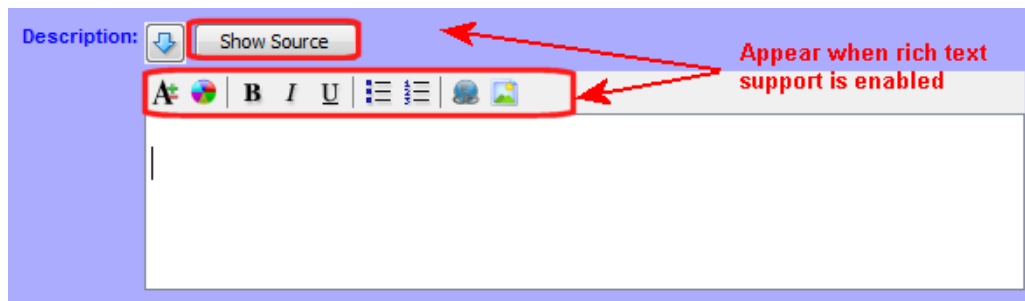 Description: Show Source
Appear when rich text
support is enabled
A B I U